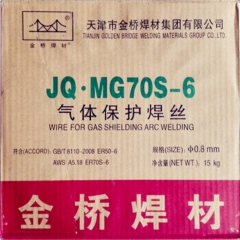 天津市金桥焊材集团有限公司
TIANJIN GOLDEN BRIDGE WELDING MATERIALS GROUP CO.,LTD.
金桥焊材
JQ·MG70S-6
气体保护焊丝
WIRE FOR GAS SHIELDING ARC WELDING
符合(ACCORD): GB/T 8110-2008 ER50-6
规格(SIZE): Φ0.8mm
AWS A5.18 ER70S-6
净含量(NET WT.): 15 kg
金桥焊材